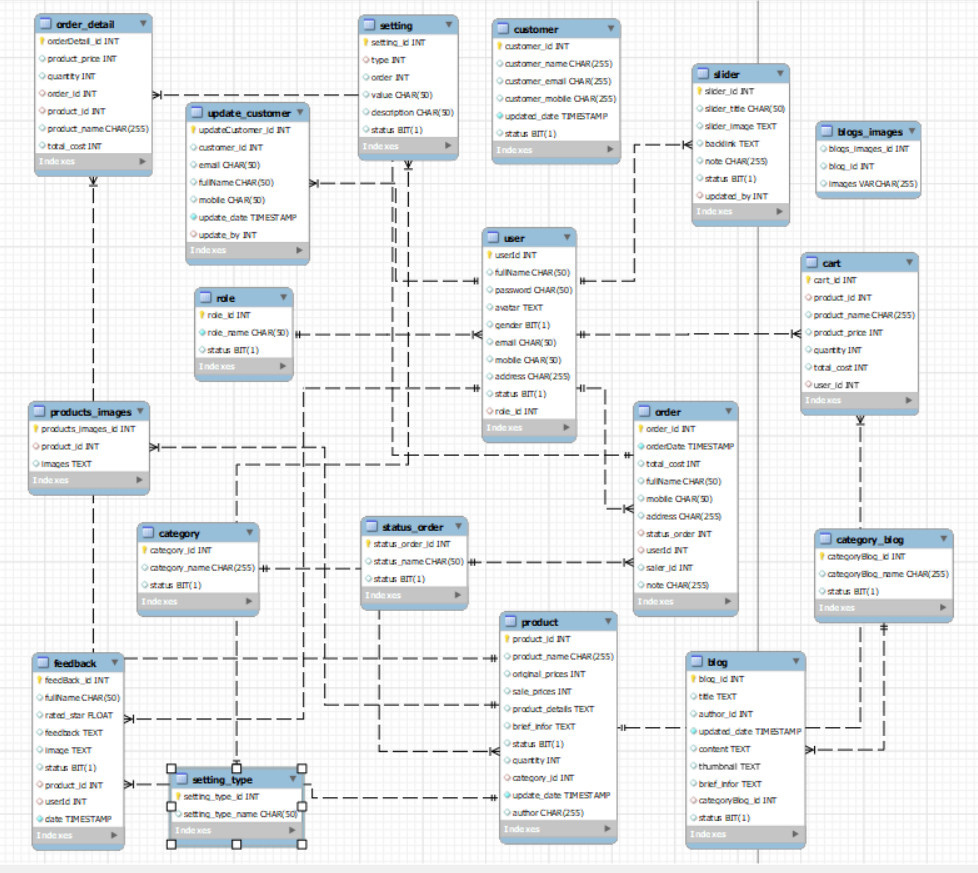 order_detail
orderDetail_id INT
product_price INT
quantity INT
order_id INT
product_id INT
product_name CHAR(255)
total_cost INT
Indexes
setting
setting_id INT
type INT
order INT
value CHAR(50)
description CHAR(50)
status BIT(1)
Indexes
customer
customer_id INT
customer_name CHAR(255)
customer_email CHAR(255)
customer_mobile CHAR(255)
updated_date TIMESTAMP
status BIT(1)
Indexes
slider
slider_id INT
slider_title CHAR(50)
slider_image TEXT
backlink TEXT
note CHAR(255)
status BIT(1)
updated_by INT
Indexes
update_customer
updateCustomer_id INT
customer_id INT
email CHAR(50)
fullName CHAR(50)
mobile CHAR(50)
update_date TIMESTAMP
update_by INT
Indexes
blogs_images
blogs_images_id INT
blog_id INT
images VARCHAR(255)
user
userId INT
fullName CHAR(50)
password CHAR(50)
avatar TEXT
gender BIT(1)
email CHAR(50)
mobile CHAR(50)
address CHAR(255)
status BIT(1)
role_id INT
Indexes
cart
cart_id INT
product_id INT
product_name CHAR(255)
product_price INT
quantity INT
total_cost INT
user_id INT
Indexes
role
role_id INT
role_name CHAR(50)
status BIT(1)
Indexes
products_images
products_images_id INT
product_id INT
images TEXT
Indexes
order
order_id INT
orderDate TIMESTAMP
total_cost INT
fullName CHAR(50)
mobile CHAR(50)
address CHAR(255)
status_order INT
userId INT
saler_id INT
note CHAR(255)
Indexes
category
category_id INT
category_name CHAR(255)
status BIT(1)
Indexes
status_order
status_order_id INT
status_name CHAR(50)
status BIT(1)
Indexes
category_blog
categoryBlog_id INT
categoryBlog_name CHAR(255)
status BIT(1)
Indexes
product
product_id INT
product_name CHAR(255)
original_prices INT
sale_prices INT
product_details TEXT
brief_infor TEXT
status BIT(1)
quantity INT
category_id INT
update_date TIMESTAMP
author CHAR(255)
Indexes
feedback
feedBack_id INT
fullName CHAR(50)
rated_star FLOAT
feedback TEXT
image TEXT
status BIT(1)
product_id INT
userId INT
date TIMESTAMP
Indexes
blog
blog_id INT
title TEXT
author_id INT
updated_date TIMESTAMP
content TEXT
thumbnail TEXT
brief_infor TEXT
categoryBlog_id INT
status BIT(1)
Indexes
setting_type
setting_type_id INT
setting_type_name CHAR(50)
Indexes